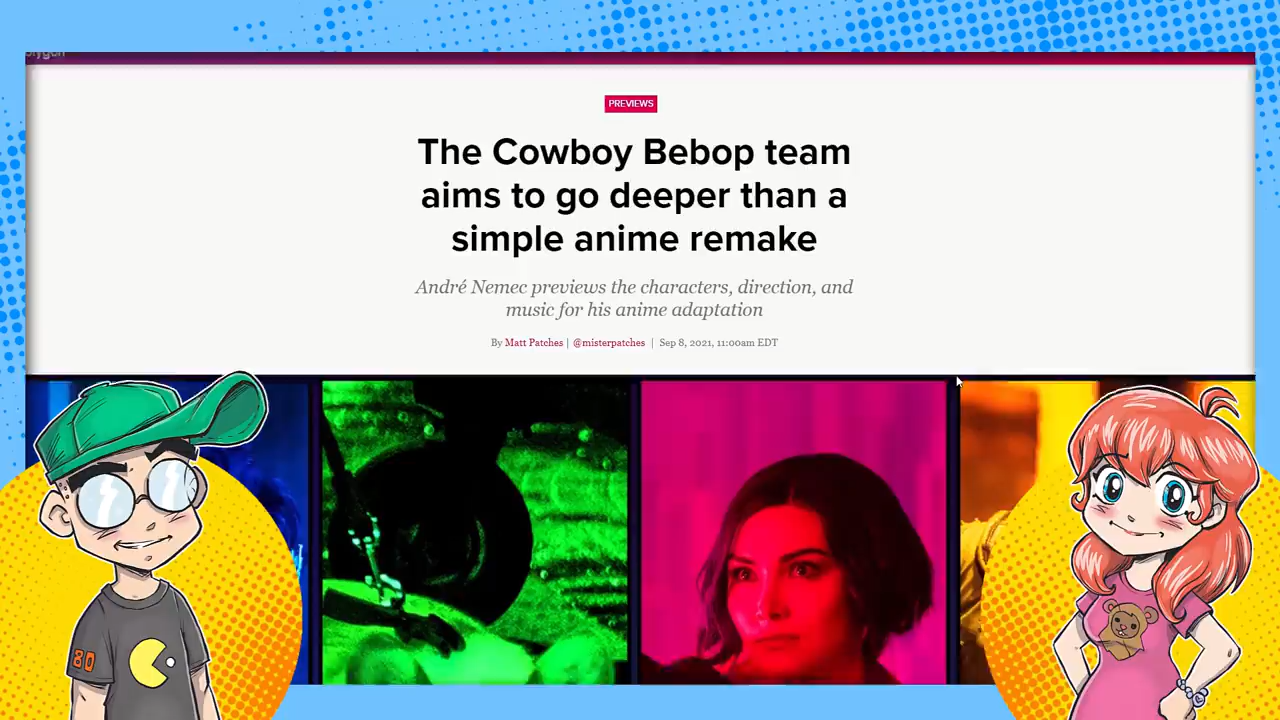 PREVIEWS
The Cowboy Bebop team
aims to go deeper than a
simple anime remake
André Nemec previews the characters, direction, and
music for his anime adaptation
By Matt Patches | @misterpatches | Sep 8, 2021, 11:00am EDT
80